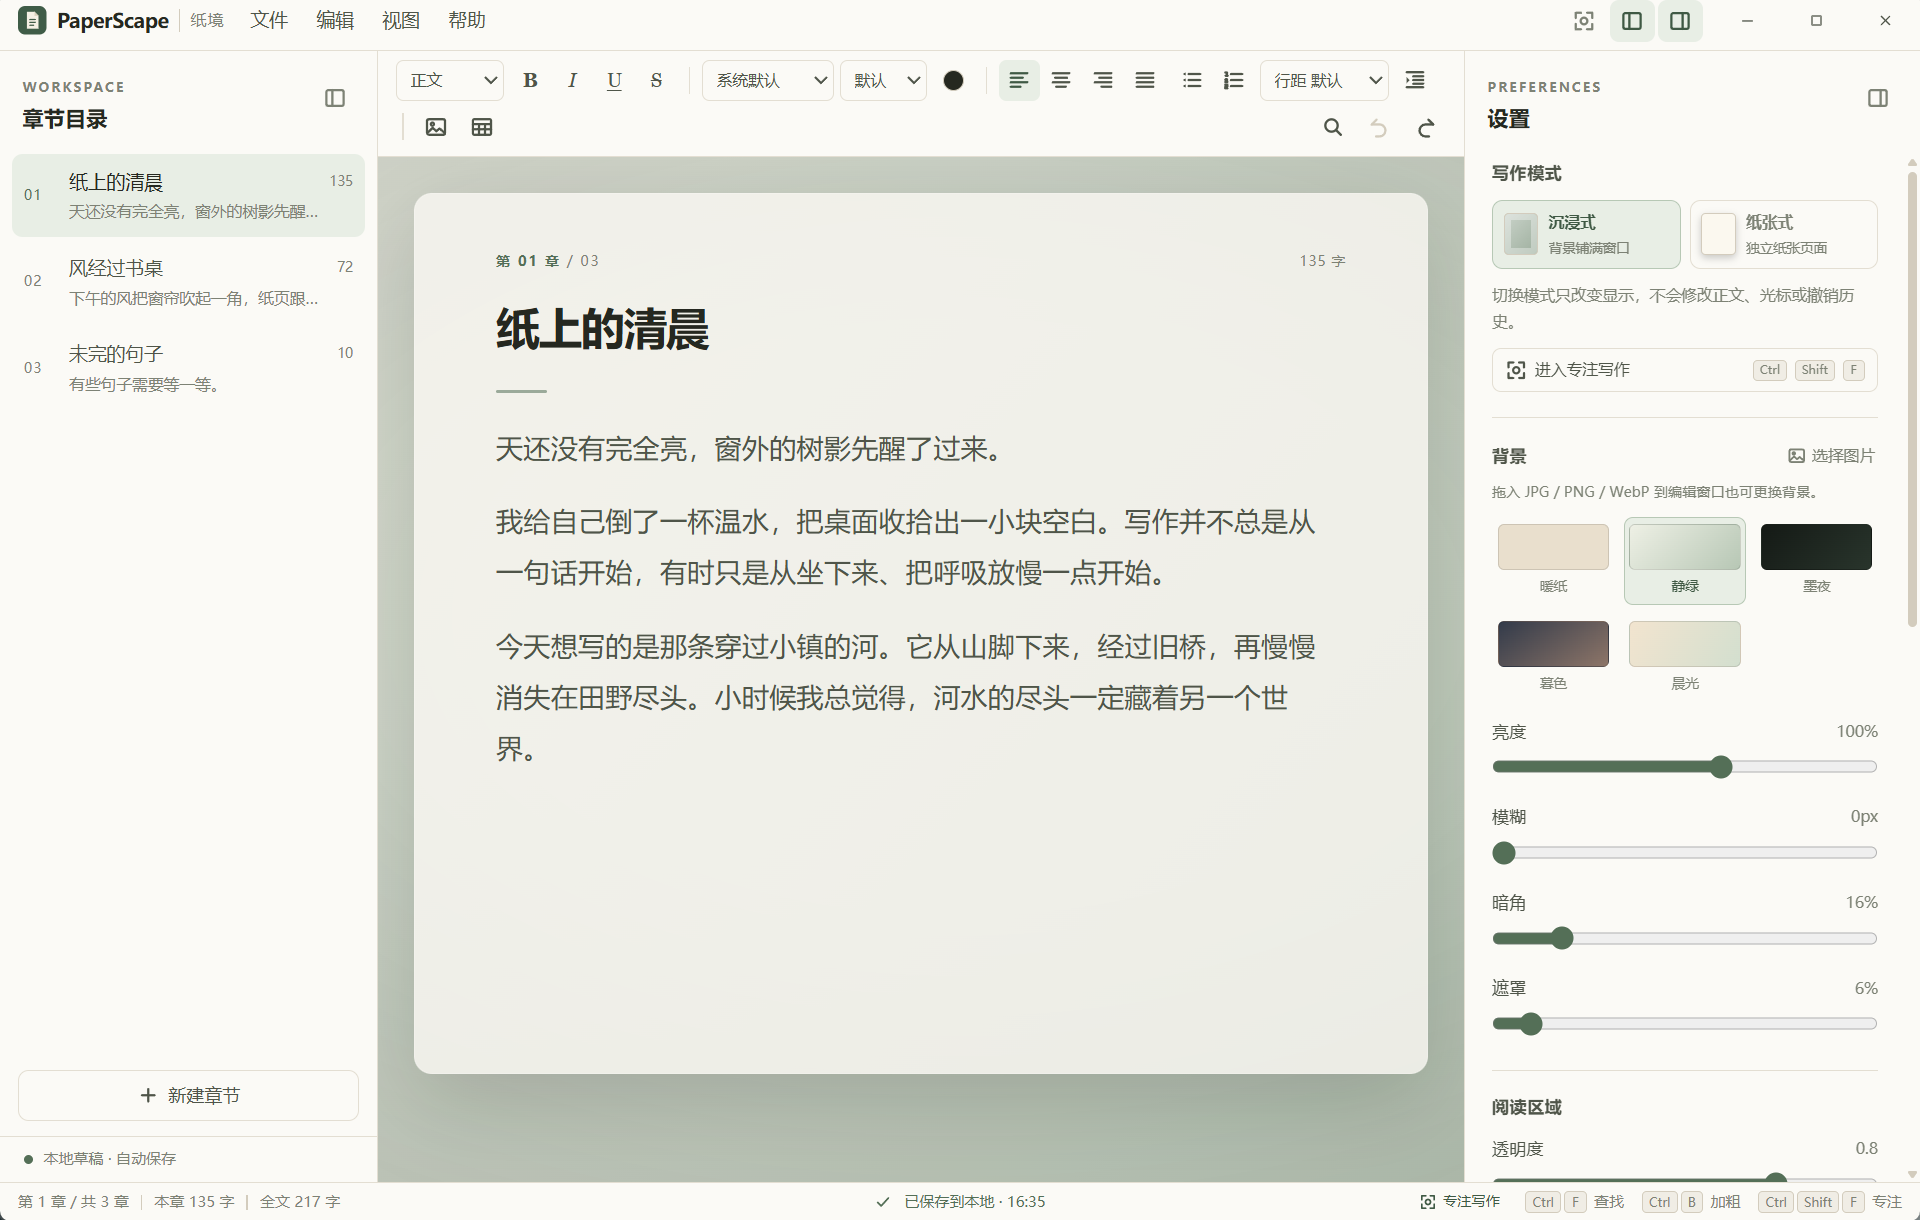 PaperScape 纸境 文件 编辑 视图 帮助
WORKSPACE
章节目录
01 纸上的清晨 135
天还没有完全亮，窗外的树影先醒...
02 风经过书桌 72
下午的风把窗帘吹起一角，纸页跟...
03 未完的句子 10
有些句子需要等一等。
新建章节
本地草稿 · 自动保存
正文 B I U S 系统默认 默认 行距 默认
第 01 章 / 03 135 字
纸上的清晨
天还没有完全亮，窗外的树影先醒了过来。
我给自己倒了一杯温水，把桌面收拾出一小块空白。写作并不总是从
一句话开始，有时只是从坐下来、把呼吸放慢一点开始。
今天想写的是那条穿过小镇的河。它从山脚下来，经过旧桥，再慢慢
消失在田野尽头。小时候我总觉得，河水的尽头一定藏着另一个世
界。
PREFERENCES
设置
写作模式
沉浸式
背景铺满窗口
纸张式
独立纸张页面
切换模式只改变显示，不会修改正文、光标或撤销历
史。
进入专注写作 Ctrl Shift F
背景 选择图片
拖入 JPG / PNG / WebP 到编辑窗口也可更换背景。
暖纸 静绿 墨夜
暮色 晨光
亮度 100%
模糊 0px
暗角 16%
遮罩 6%
阅读区域
透明度 0.8
第 1 章 / 共 3 章 | 本章 135 字 | 全文 217 字
已保存到本地 · 16:35
专注写作 Ctrl F 查找 Ctrl B 加粗 Ctrl Shift F 专注